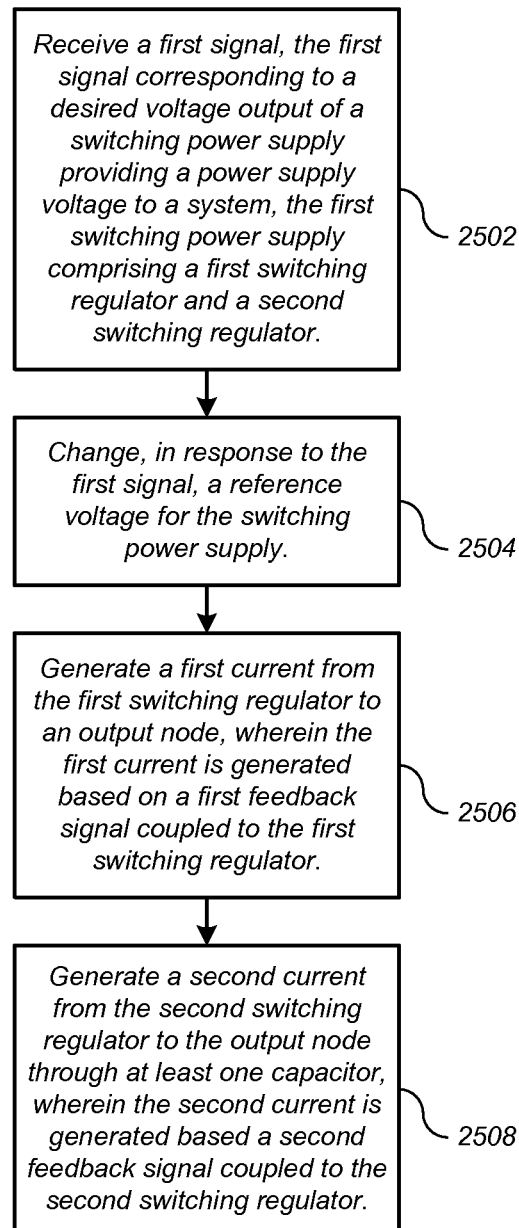 Receive a first signal, the first
signal corresponding to a
desired voltage output of a
switching power supply
providing a power supply
voltage to a system, the first
switching power supply
comprising a first switching
regulator and a second
switching regulator.
2502
Change, in response to the
first signal, a reference
voltage for the switching
power supply.
2504
Generate a first current from
the first switching regulator to
an output node, wherein the
first current is generated
based on a first feedback
signal coupled to the first
switching regulator.
2506
Generate a second current
from the second switching
regulator to the output node
through at least one capacitor,
wherein the second current is
generated based a second
feedback signal coupled to the
second switching regulator.
2508